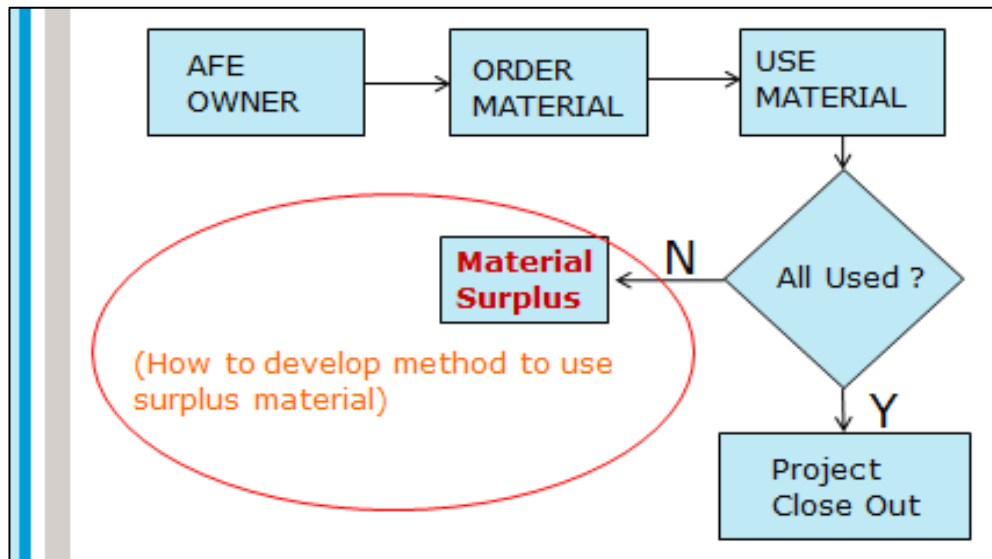 AFE
OWNER
ORDER
MATERIAL
USE
MATERIAL
All Used ?
N
Material
Surplus
(How to develop method to use
surplus material)
Y
Project
Close Out